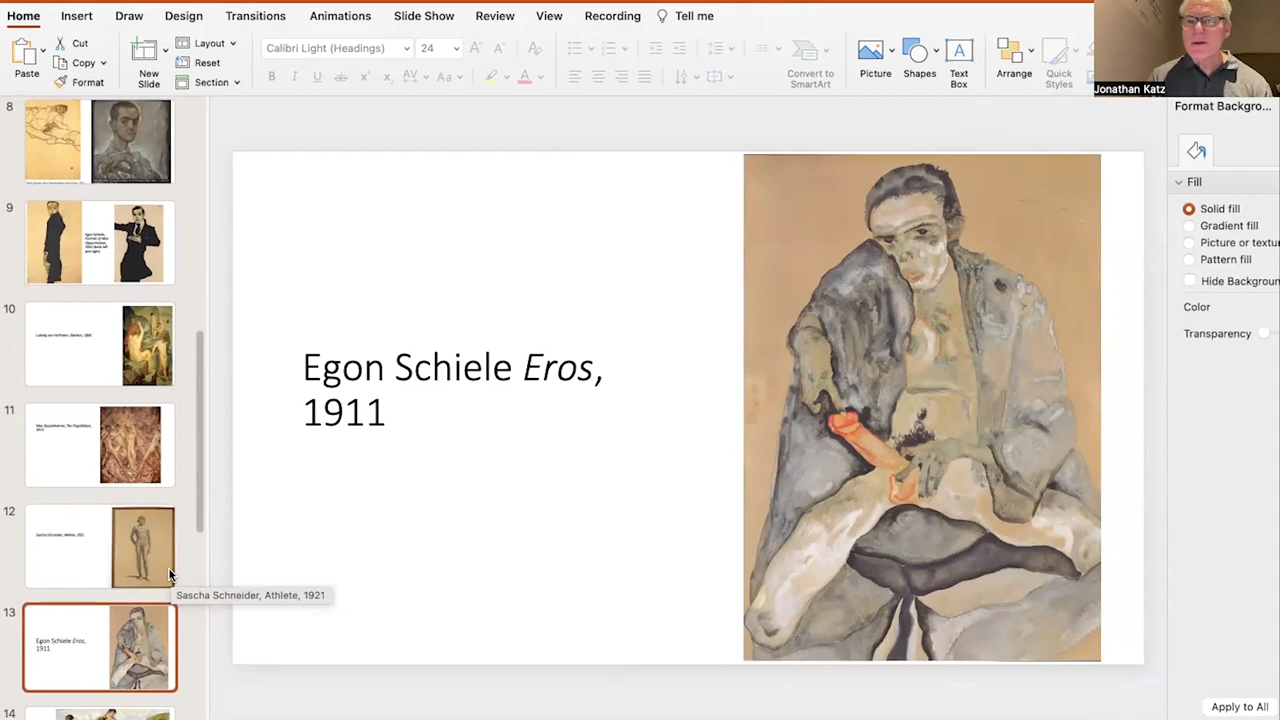 Home Insert Draw Design Transitions Animations Slide Show Review View Recording Tell me
Paste
Cut
Copy
Format
New
Slide
Layout
Reset
Section
Calibri Light (Headings) 24
Convert to
SmartArt
Picture
Shapes
Text
Box
Arrange
Quick
Styles
Jonathan Katz
Format Backgro...
Fill
Solid fill
Gradient fill
Picture or textu
Pattern fill
Hide Backgroun
Color
Transparency
Apply to All
8
9
10
11
12
Sascha Schneider, Athlete, 1921
13
Egon Schiele Eros,
1911
14
Egon Schiele Eros,
1911